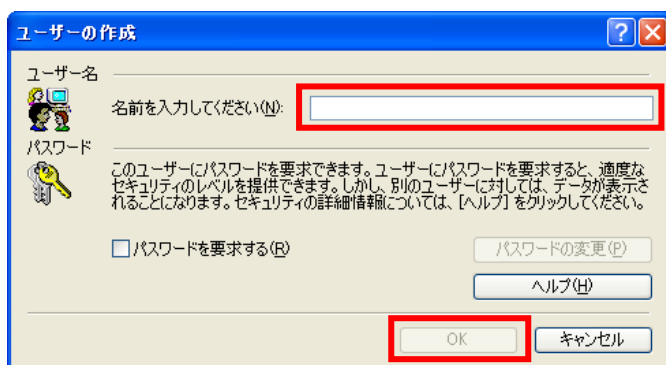 ユーザーの作成
ユーザー名
名前を入力してください(N):
パスワード
このユーザーにパスワードを要求できます。ユーザーにパスワードを要求すると、適度な
セキュリティのレベルを提供できます。しかし、別のユーザーに対しては、データが表示さ
れることになります。セキュリティの詳細情報については、[ヘルプ] をクリックしてください。
パスワードを要求する(R)
パスワードの変更(P)
ヘルプ(H)
OK
キャンセル